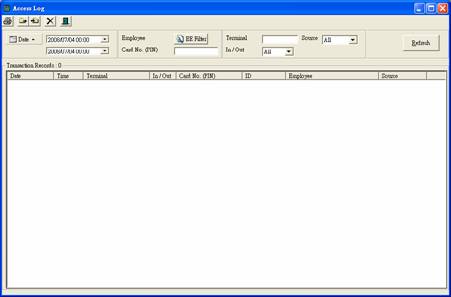 Access Log
Date 2008/07/04 00:00 Employee EE Filter Terminal Source All Refresh
2008/07/04 00:00 Card No. (PIN) In / Out All
Transaction Records : 0
Date Time Terminal In / Out Card No. (PIN) ID Employee Source